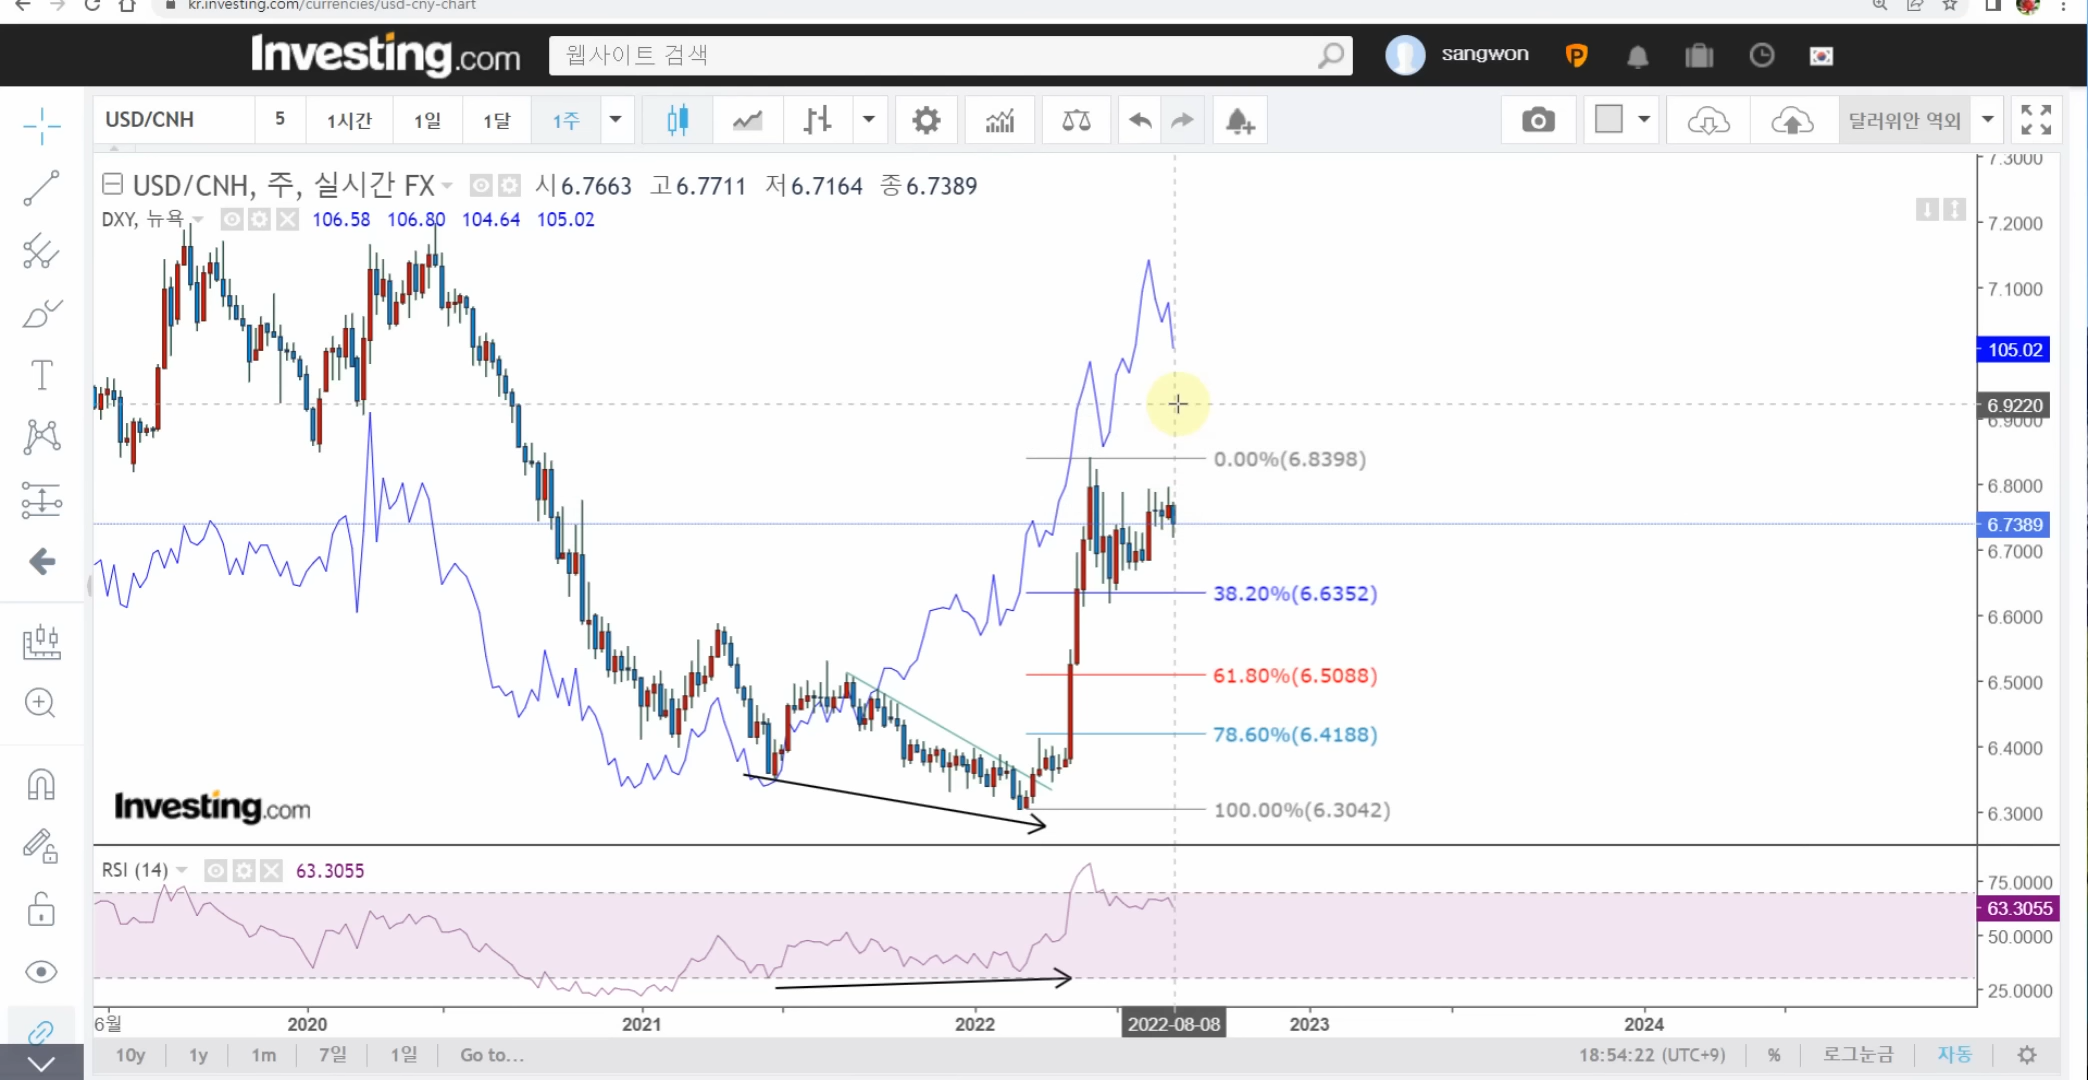 kr.investing.com/currencies/usd-cny-chart
Investing.com
웹사이트 검색
sangwon
P
USD/CNH
5
1시간
1일
1달
1주
달러위안 역외
USD/CNH, 주, 실시간 FX
시6.7663 고6.7711 저6.7164 종6.7389
DXY, 뉴욕
106.58 106.80 104.64 105.02
7.3000
7.2000
7.1000
105.02
6.9220
6.9000
0.00%(6.8398)
6.8000
6.7389
6.7000
38.20%(6.6352)
6.6000
61.80%(6.5088)
6.5000
78.60%(6.4188)
6.4000
100.00%(6.3042)
6.3000
Investing.com
RSI (14)
63.3055
75.0000
63.3055
50.0000
25.0000
6월
2020
2021
2022
2022-08-08
2023
2024
10y
1y
1m
7일
1일
Go to...
18:54:22 (UTC+9)
%
로그눈금
자동